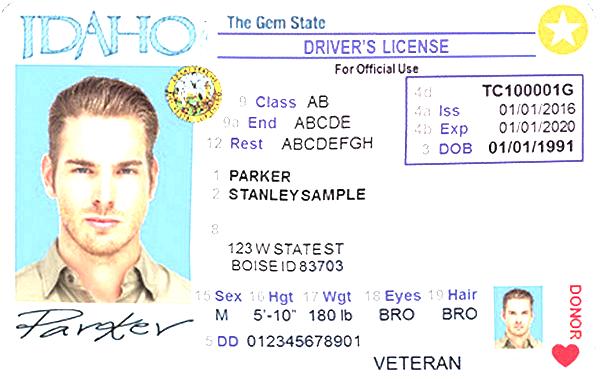 IDAHO
The Gem State
DRIVER'S LICENSE
For Official Use
9 Class AB
9a End ABCDE
12 Rest ABCDEFGH
4d TC100001G
4a Iss 01/01/2016
4b Exp 01/01/2020
3 DOB 01/01/1991
1 PARKER
2 STANLEY SAMPLE
8
123 W STATE ST
BOISE ID 83703
15 Sex 16 Hgt 17 Wgt 18 Eyes 19 Hair
M 5'-10" 180 lb BRO BRO
5 DD 012345678901
VETERAN
DONOR
Parker